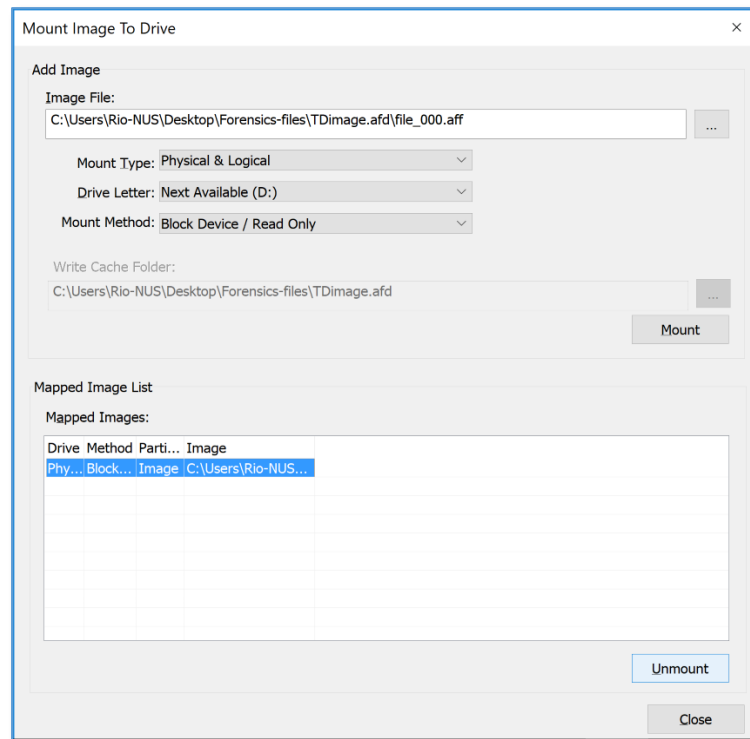 Mount Image To Drive
Add Image
Image File:
C:\Users\Rio-NUS\Desktop\Forensics-files\TDimage.afd\file_000.aff
...
Mount Type: Physical & Logical
Drive Letter: Next Available (D:)
Mount Method: Block Device / Read Only
Write Cache Folder:
C:\Users\Rio-NUS\Desktop\Forensics-files\TDimage.afd
...
Mount
Mapped Image List
Mapped Images:
Drive Method Parti... Image
Phy... Block... Image C:\Users\Rio-NUS...
Unmount
Close